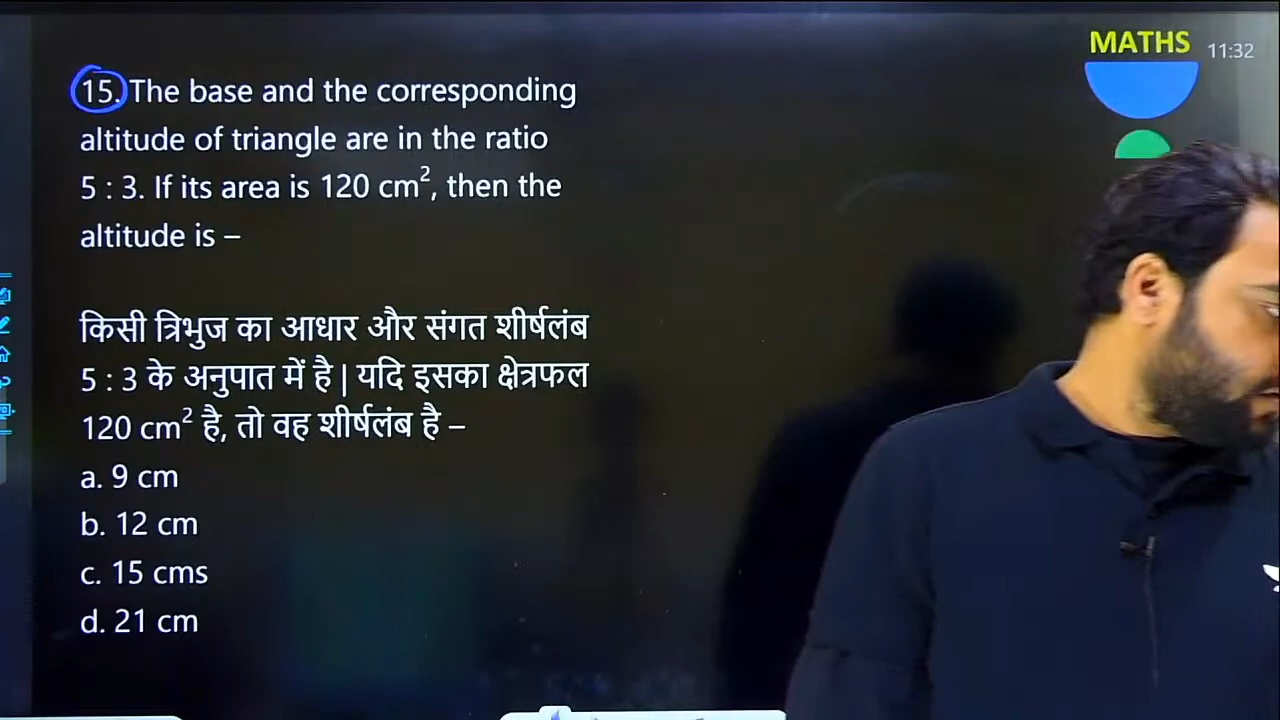 MATHS
11:32
15. The base and the corresponding
altitude of triangle are in the ratio
5 : 3. If its area is 120 cm², then the
altitude is –
किसी त्रिभुज का आधार और संगत शीर्षलंब
5 : 3 के अनुपात में है | यदि इसका क्षेत्रफल
120 cm² है, तो वह शीर्षलंब है –
a. 9 cm
b. 12 cm
c. 15 cms
d. 21 cm